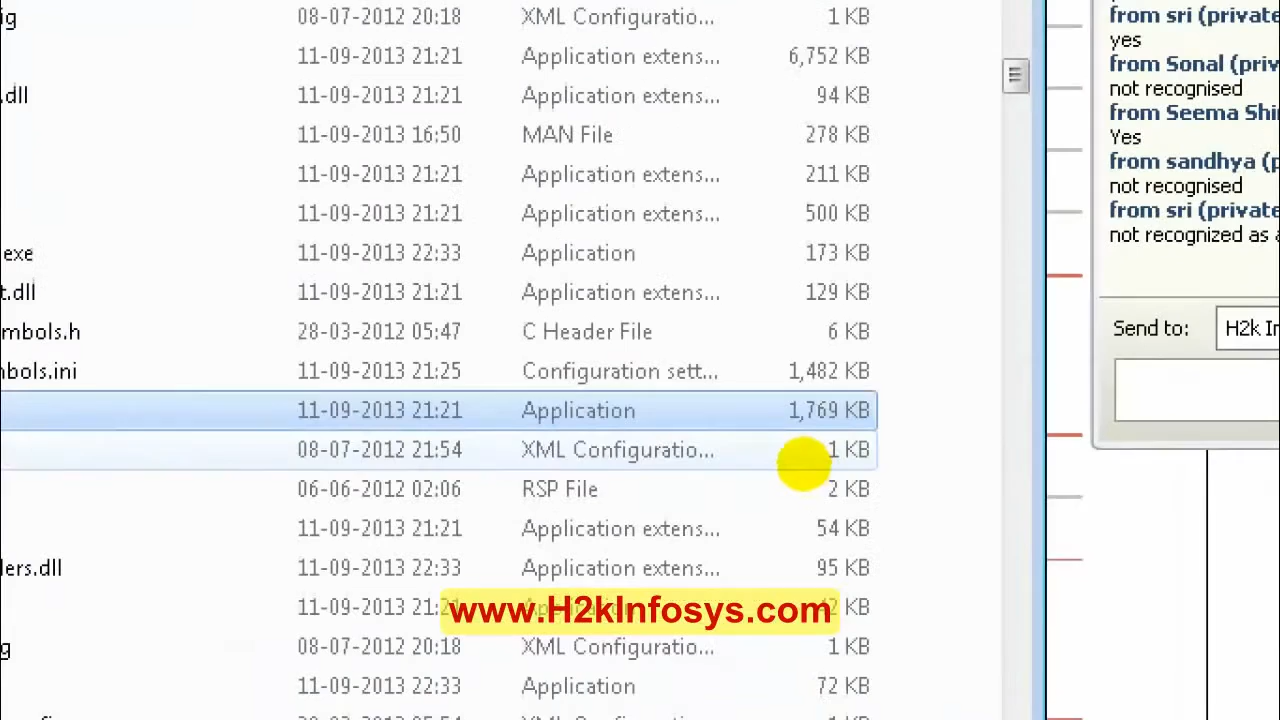 ig 08-07-2012 20:18 XML Configuratio... 1 KB
11-09-2013 21:21 Application extens... 6,752 KB
.dll 11-09-2013 21:21 Application extens... 94 KB
11-09-2013 16:50 MAN File 278 KB
11-09-2013 21:21 Application extens... 211 KB
11-09-2013 21:21 Application extens... 500 KB
exe 11-09-2013 22:33 Application 173 KB
t.dll 11-09-2013 21:21 Application extens... 129 KB
mbols.h 28-03-2012 05:47 C Header File 6 KB
nbols.ini 11-09-2013 21:25 Configuration sett... 1,482 KB
11-09-2013 21:21 Application 1,769 KB
08-07-2012 21:54 XML Configuratio... 1 KB
06-06-2012 02:06 RSP File 2 KB
11-09-2013 21:21 Application extens... 54 KB
lers.dll 11-09-2013 22:33 Application extens... 95 KB
11-09-2013 21:2
www.H2kInfosys.com
g 08-07-2012 20:18 XML Configuratio... 1 KB
11-09-2013 22:33 Application 72 KB
from sri (private
yes
from Sonal (priv
not recognised
from Seema Shi
Yes
from sandhya (p
not recognised
from sri (private
not recognized as a
Send to: H2k In